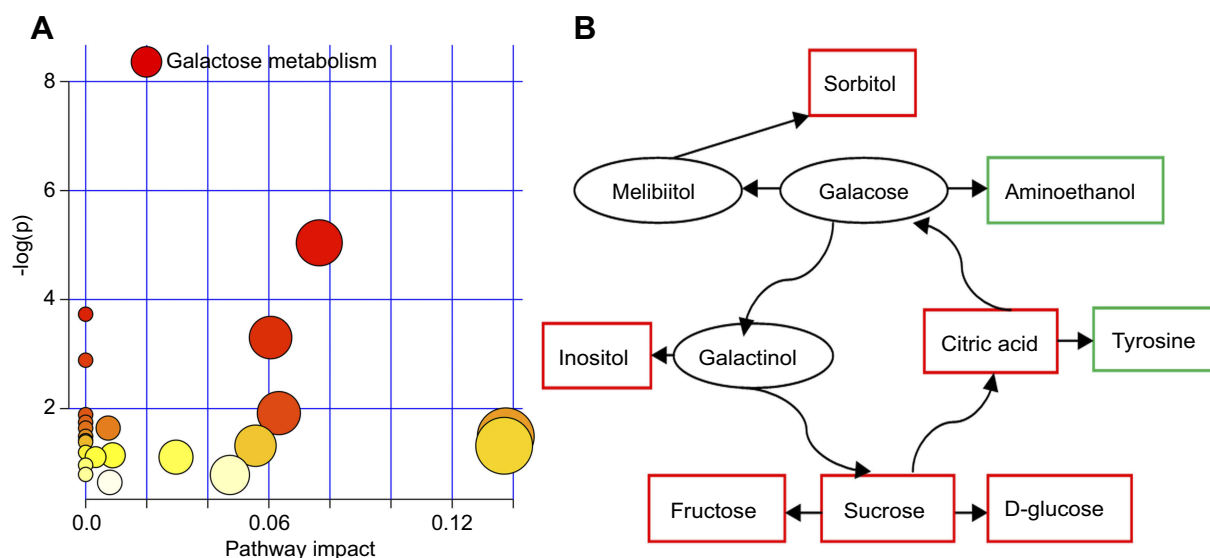 A
Galactose metabolism
8
6
4
2
-log(p)
0.0
0.06
0.12
Pathway impact
B
Sorbitol
Melibiitol
Galacose
Aminoethanol
Inositol
Galactinol
Citric acid
Tyrosine
Fructose
Sucrose
D-glucose